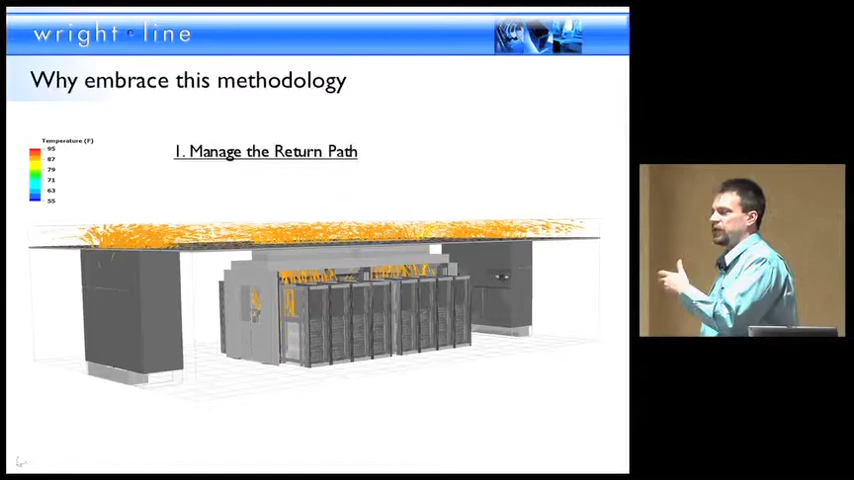 wright line
Why embrace this methodology
Temperature (F)
95
87
79
71
63
55
1. Manage the Return Path